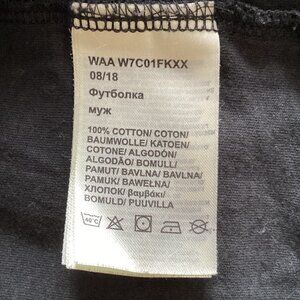 WAA W7C01FKXX
08/18
Футболка
муж
100% COTTON/ COTON/
BAUMWOLLE/ KATOEN/
COTONE/ ALGODÓN/
ALGODÃO/ BOMULL/
PAMUT/ BAVLNA/ BAVLNA/
PAMUK/ BAWEŁNA/
ХЛОПОК/ βαμβάκι/
BOMULD/ PUUVILLA
40°C